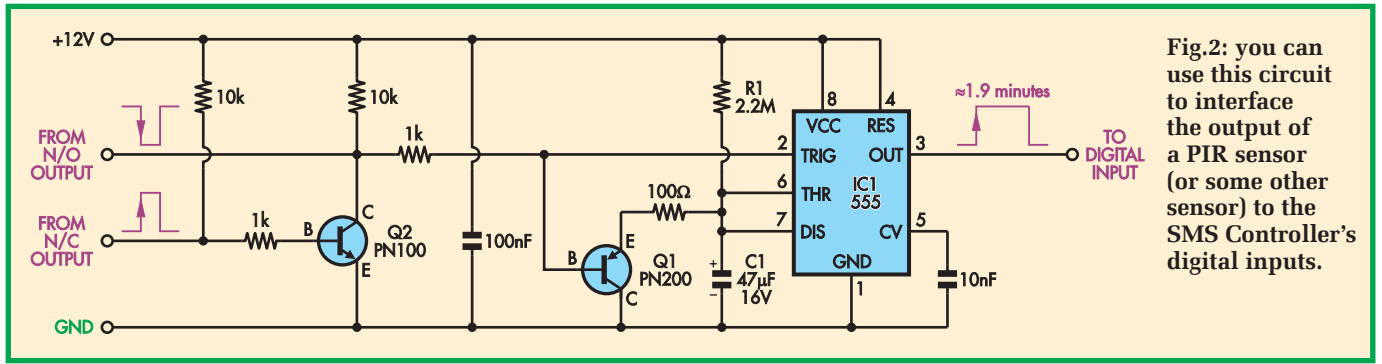 +12V
10k
10k
R1
2.2M
8
4
≈1.9 minutes
VCC
RES
FROM
N/O
OUTPUT
1k
2
TRIG
OUT
3
TO
DIGITAL
INPUT
6
THR
IC1
555
100Ω
FROM
N/C
OUTPUT
1k
B
C
E
Q2
PN100
100nF
B
E
C
Q1
PN200
7
DIS
CV
5
+
C1
47µF
16V
–
GND
1
10nF
GND
Fig.2: you can
use this circuit
to interface
the output of
a PIR sensor
(or some other
sensor) to the
SMS Controller's
digital inputs.